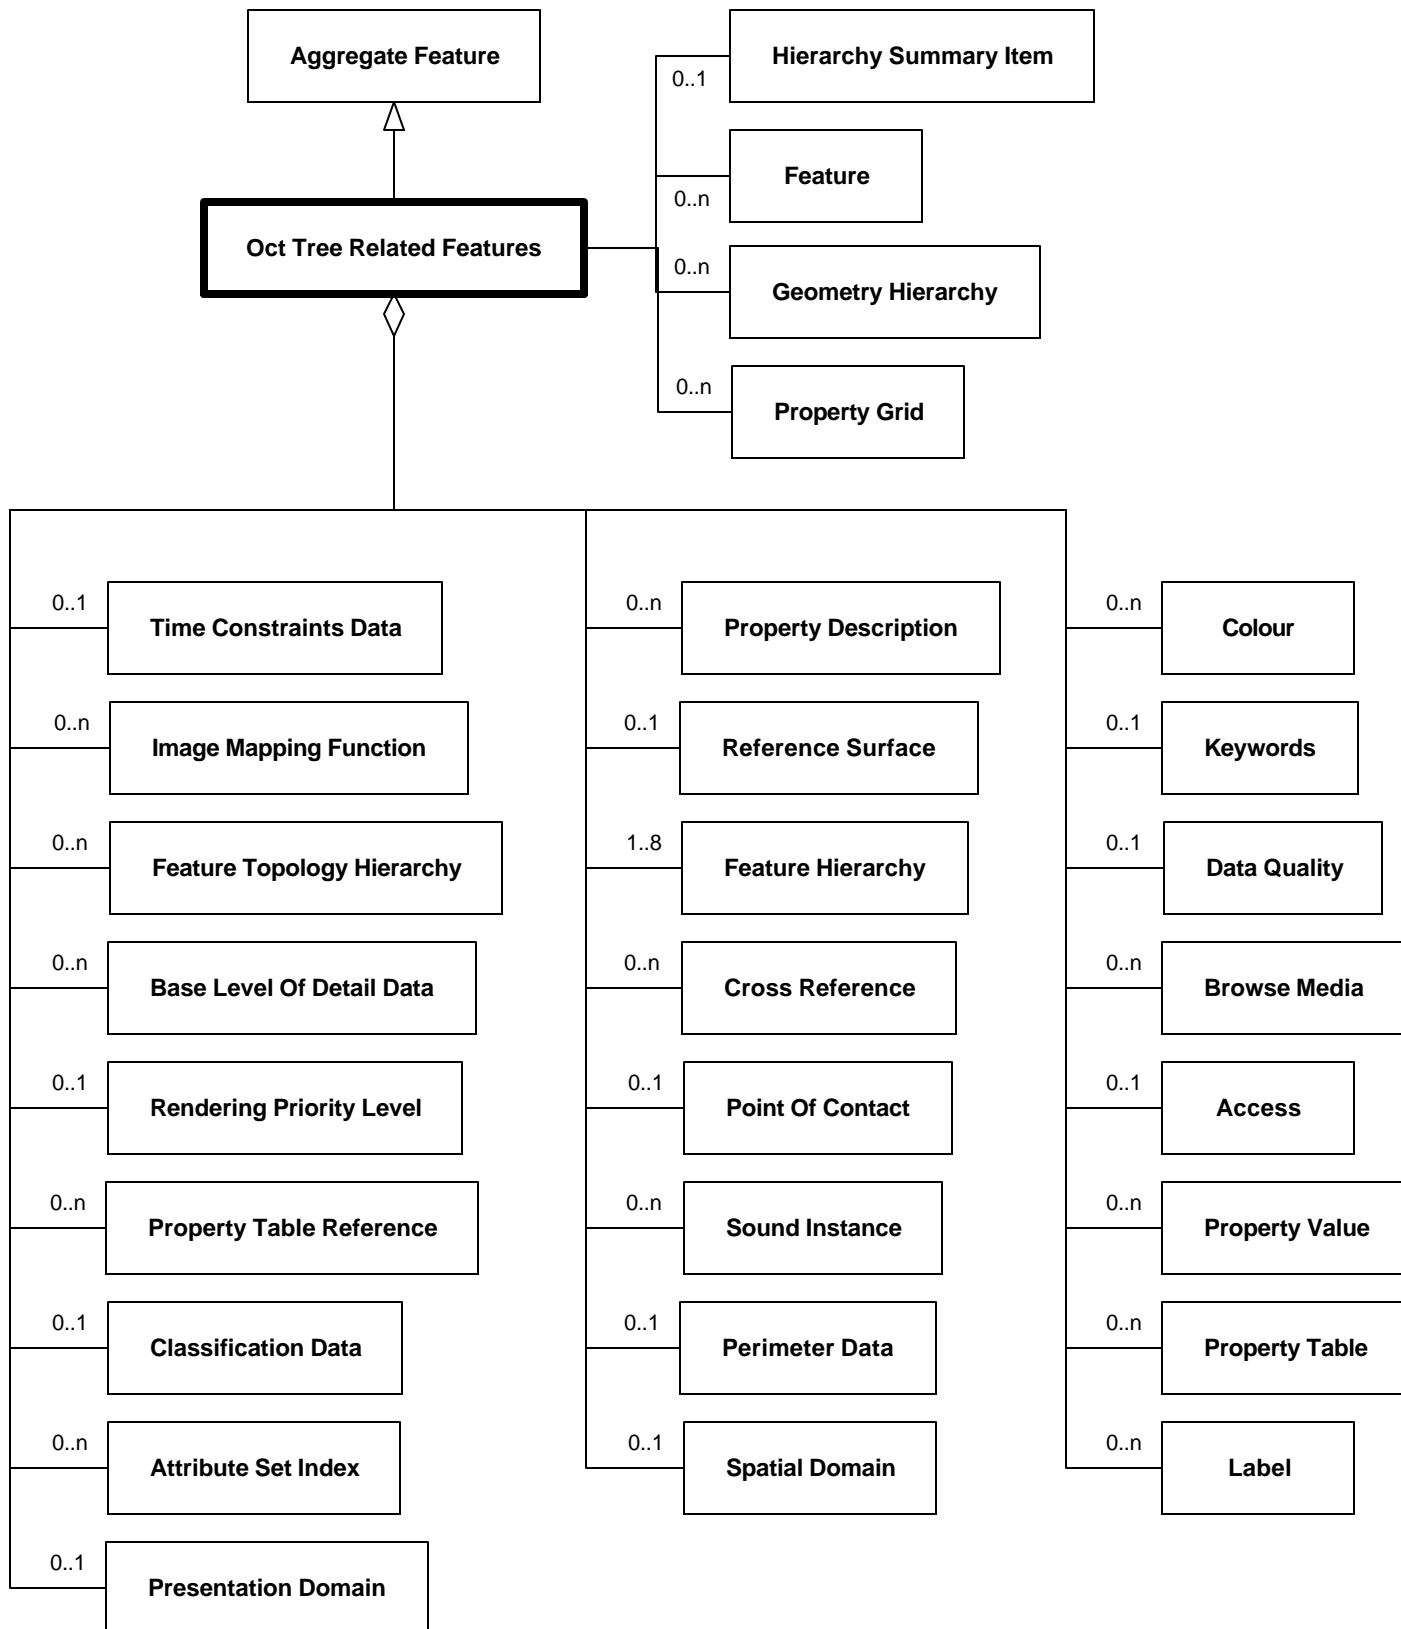 Aggregate Feature
Hierarchy Summary Item
0..1
Feature
0..n
Oct Tree Related Features
0..n
Geometry Hierarchy
0..n
Property Grid
0..1
Time Constraints Data
0..n
Image Mapping Function
0..n
Feature Topology Hierarchy
0..n
Base Level Of Detail Data
0..1
Rendering Priority Level
0..n
Property Table Reference
0..1
Classification Data
0..n
Attribute Set Index
0..1
Presentation Domain
0..n
Property Description
0..1
Reference Surface
1..8
Feature Hierarchy
0..n
Cross Reference
0..1
Point Of Contact
0..n
Sound Instance
0..1
Perimeter Data
0..1
Spatial Domain
0..n
Colour
0..1
Keywords
0..1
Data Quality
0..n
Browse Media
0..1
Access
0..n
Property Value
0..n
Property Table
0..n
Label